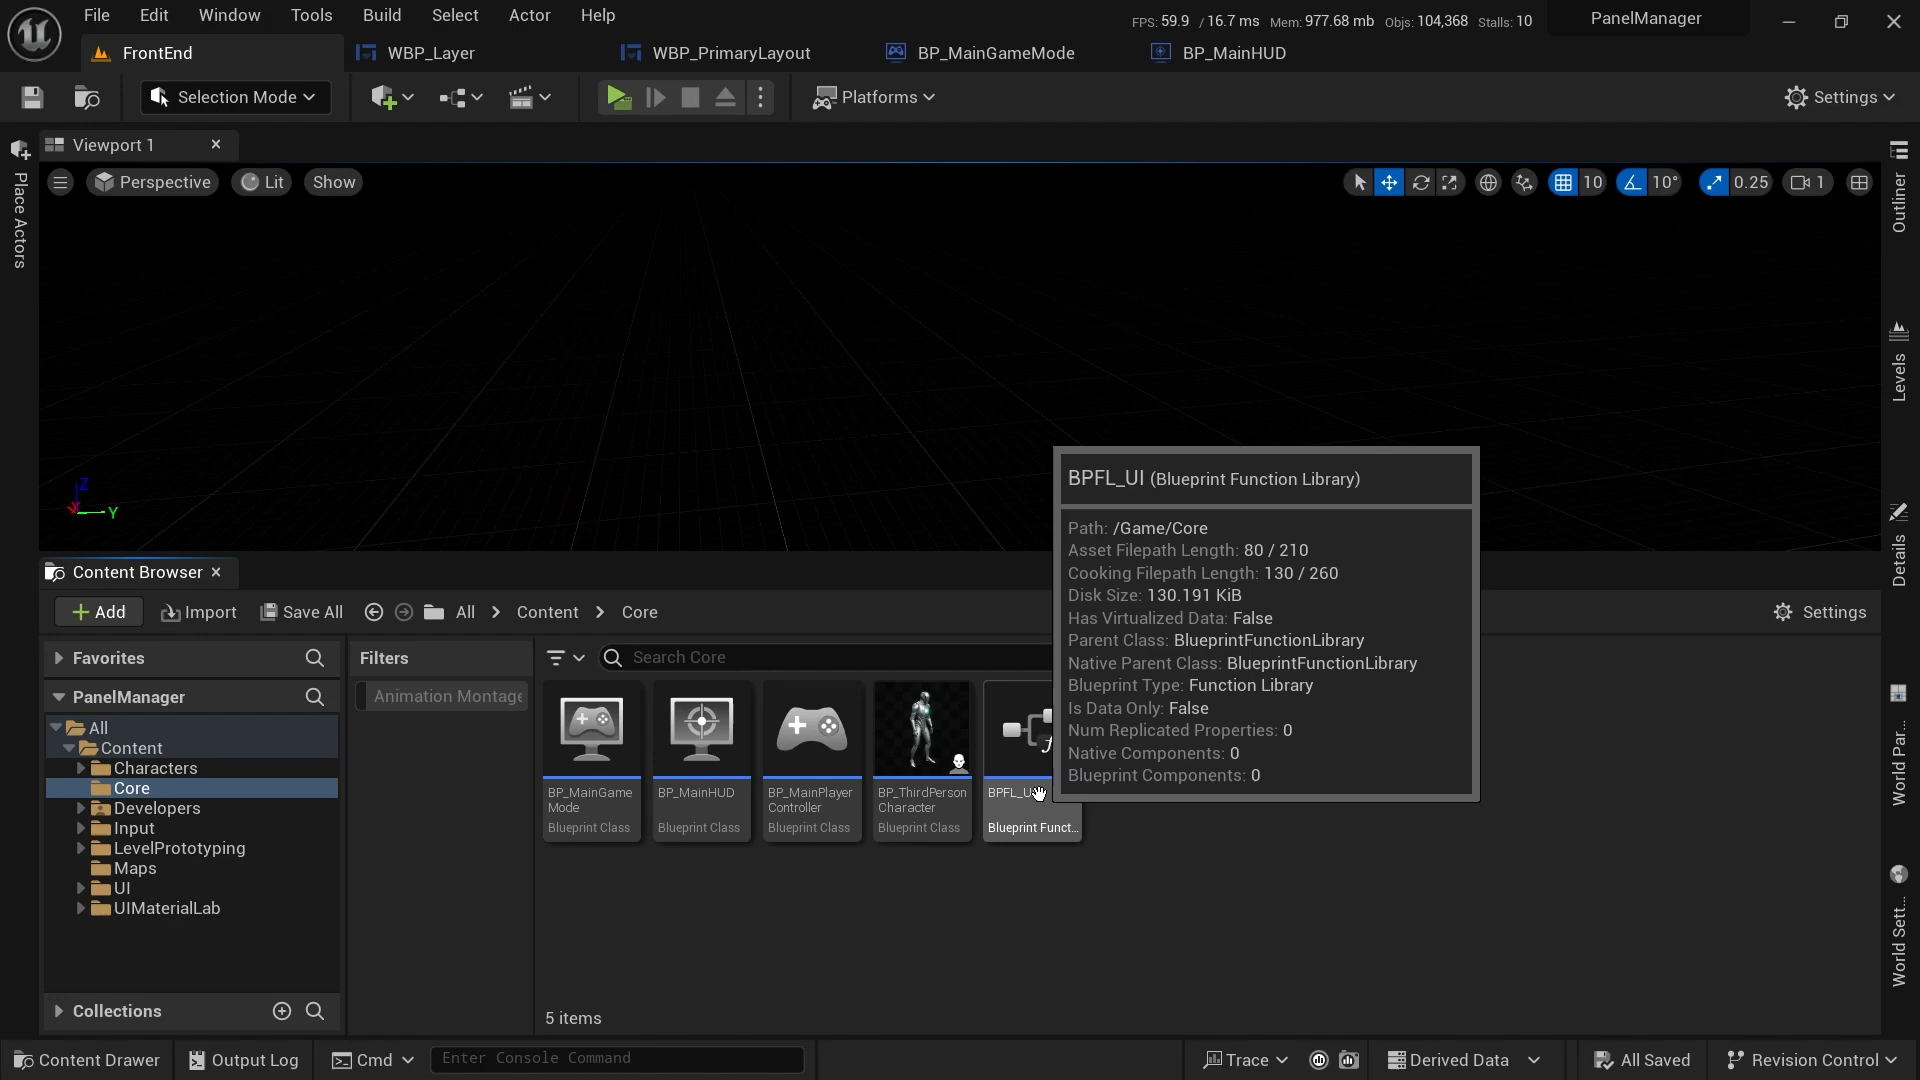 File Edit Window Tools Build Select Actor Help
FPS: 59.9 / 16.7 ms Mem: 977.68 mb Objs: 104,368 Stalls: 10
PanelManager
FrontEnd WBP_Layer WBP_PrimaryLayout BP_MainGameMode BP_MainHUD
Selection Mode Platforms Settings
Viewport 1
Place Actors
Perspective Lit Show 10 10° 0.25 1
Outliner
Levels
Details
World Par...
World Sett...
Z
X
Y
Content Browser
Add Import Save All All Content Core Settings
Favorites
PanelManager
All
Content
Characters
Core
Developers
Input
LevelPrototyping
Maps
UI
UIMaterialLab
Collections
Filters
Animation Montage
Search Core
BP_MainGame
Mode
Blueprint Class
BP_MainHUD
Blueprint Class
BP_MainPlayer
Controller
Blueprint Class
BP_ThirdPerson
Character
Blueprint Class
BPFL_UI
Blueprint Funct...
BPFL_UI (Blueprint Function Library)
Path: /Game/Core
Asset Filepath Length: 80 / 210
Cooking Filepath Length: 130 / 260
Disk Size: 130.191 KiB
Has Virtualized Data: False
Parent Class: BlueprintFunctionLibrary
Native Parent Class: BlueprintFunctionLibrary
Blueprint Type: Function Library
Is Data Only: False
Num Replicated Properties: 0
Native Components: 0
Blueprint Components: 0
5 items
Content Drawer Output Log Cmd Enter Console Command Trace Derived Data All Saved Revision Control